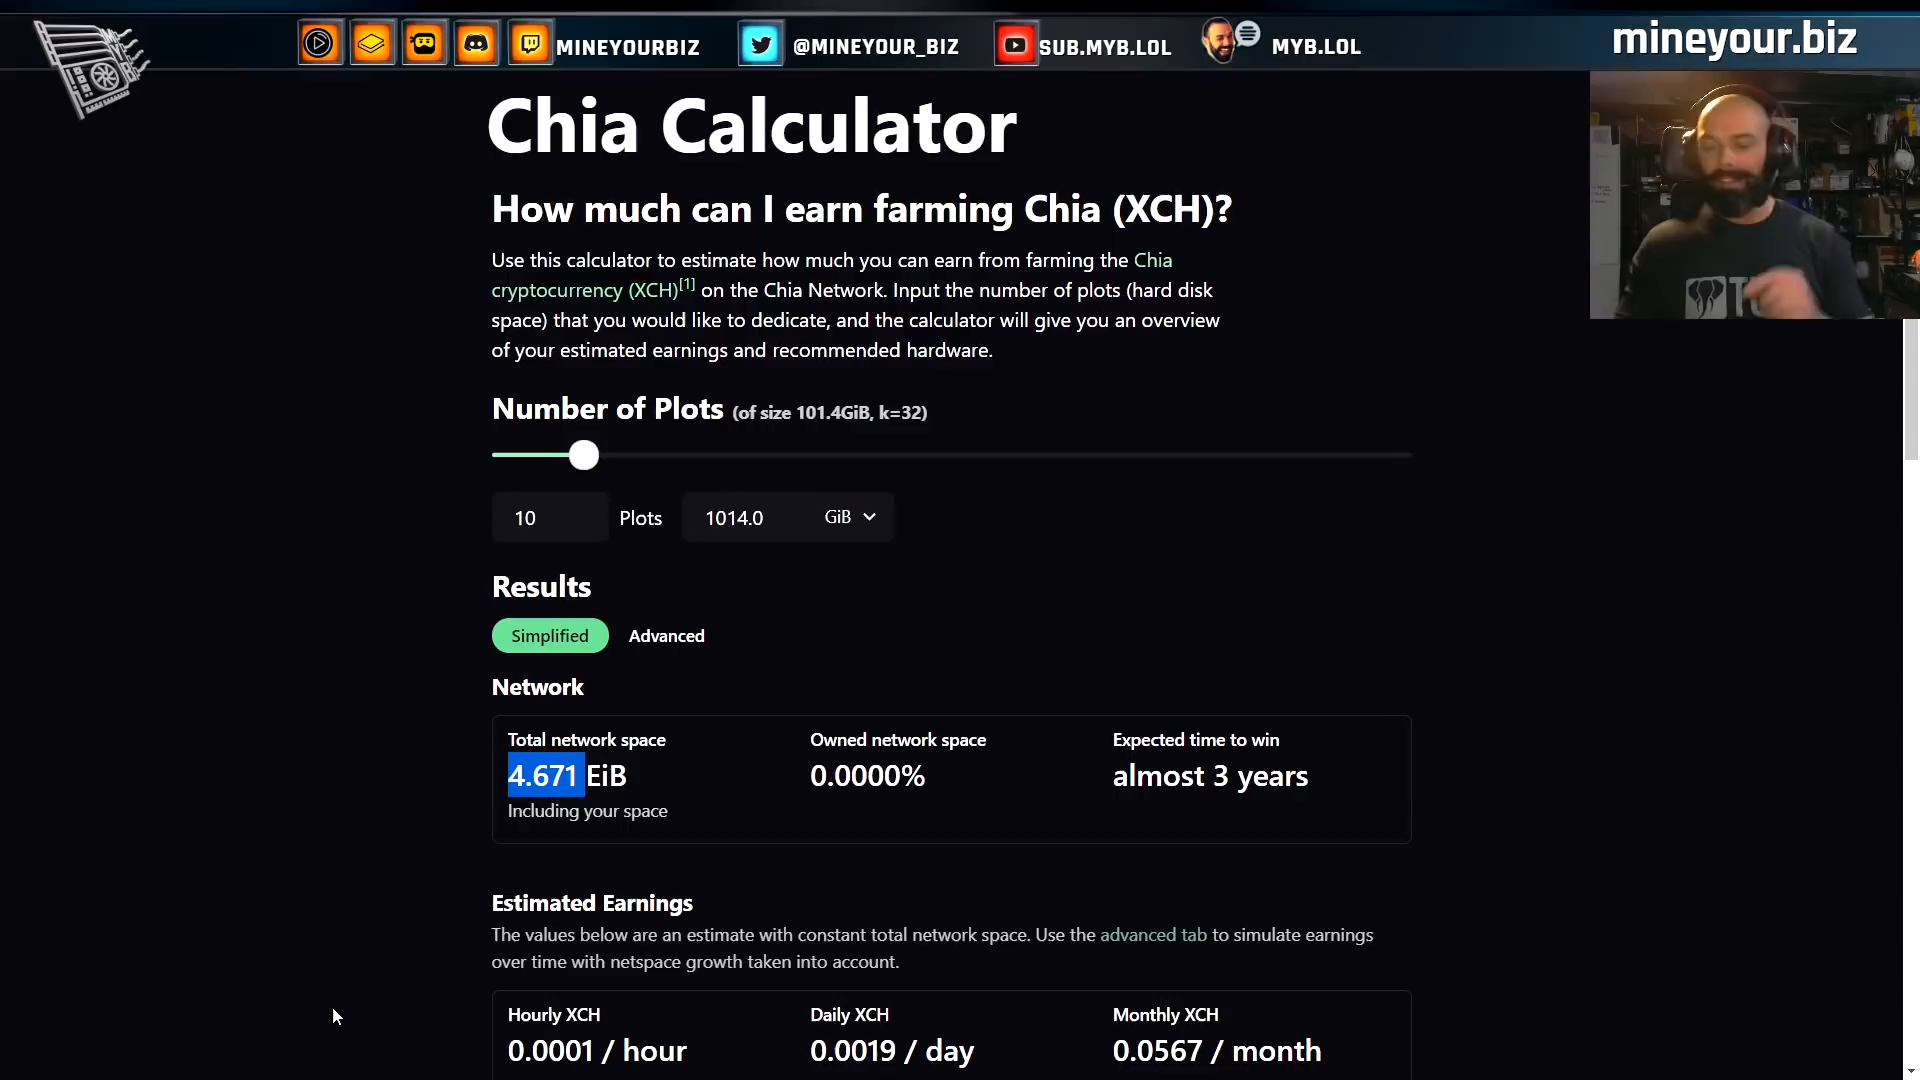 MINEYOURBIZ @MINEYOUR_BIZ SUB.MYB.LOL MYB.LOL mineyour.biz
Chia Calculator
How much can I earn farming Chia (XCH)?
Use this calculator to estimate how much you can earn from farming the Chia
cryptocurrency (XCH)[1] on the Chia Network. Input the number of plots (hard disk
space) that you would like to dedicate, and the calculator will give you an overview
of your estimated earnings and recommended hardware.
Number of Plots (of size 101.4GiB, k=32)
10 Plots 1014.0 GiB
Results
Simplified Advanced
Network
Total network space Owned network space Expected time to win
4.671 EiB 0.0000% almost 3 years
Including your space
Estimated Earnings
The values below are an estimate with constant total network space. Use the advanced tab to simulate earnings
over time with netspace growth taken into account.
Hourly XCH Daily XCH Monthly XCH
0.0001 / hour 0.0019 / day 0.0567 / month